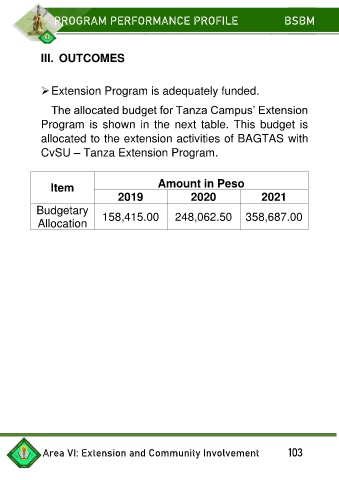 PROGRAM PERFORMANCE PROFILE BSBM
III. OUTCOMES
➢ Extension Program is adequately funded.
The allocated budget for Tanza Campus' Extension
Program is shown in the next table. This budget is
allocated to the extension activities of BAGTAS with
CvSU – Tanza Extension Program.
Item Amount in Peso
2019 2020 2021
Budgetary Allocation 158,415.00 248,062.50 358,687.00
Area VI: Extension and Community Involvement 103